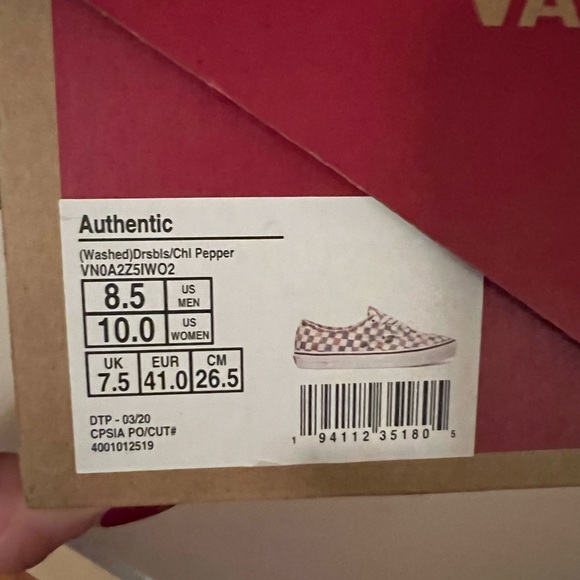 VA
Authentic
(Washed)Drsbls/Chl Pepper
VN0A2Z5IWO2
8.5 US MEN
10.0 US WOMEN
UK 7.5 EUR 41.0 CM 26.5
DTP - 03/20
CPSIA PO/CUT#
4001012519
1 94112 35180 5